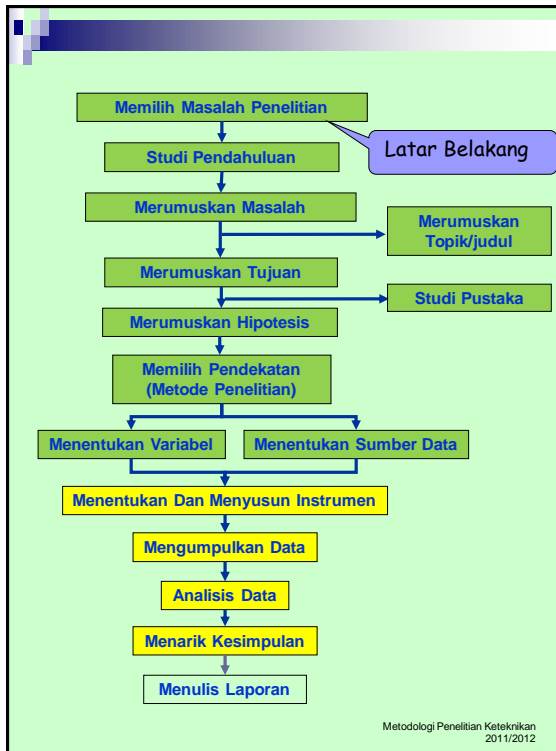 Memilih Masalah Penelitian
Latar Belakang
Studi Pendahuluan
Merumuskan Masalah
Merumuskan
Topik/judul
Merumuskan Tujuan
Studi Pustaka
Merumuskan Hipotesis
Memilih Pendekatan
(Metode Penelitian)
Menentukan Variabel
Menentukan Sumber Data
Menentukan Dan Menyusun Instrumen
Mengumpulkan Data
Analisis Data
Menarik Kesimpulan
Menulis Laporan
Metodologi Penelitian Keteknikan
2011/2012